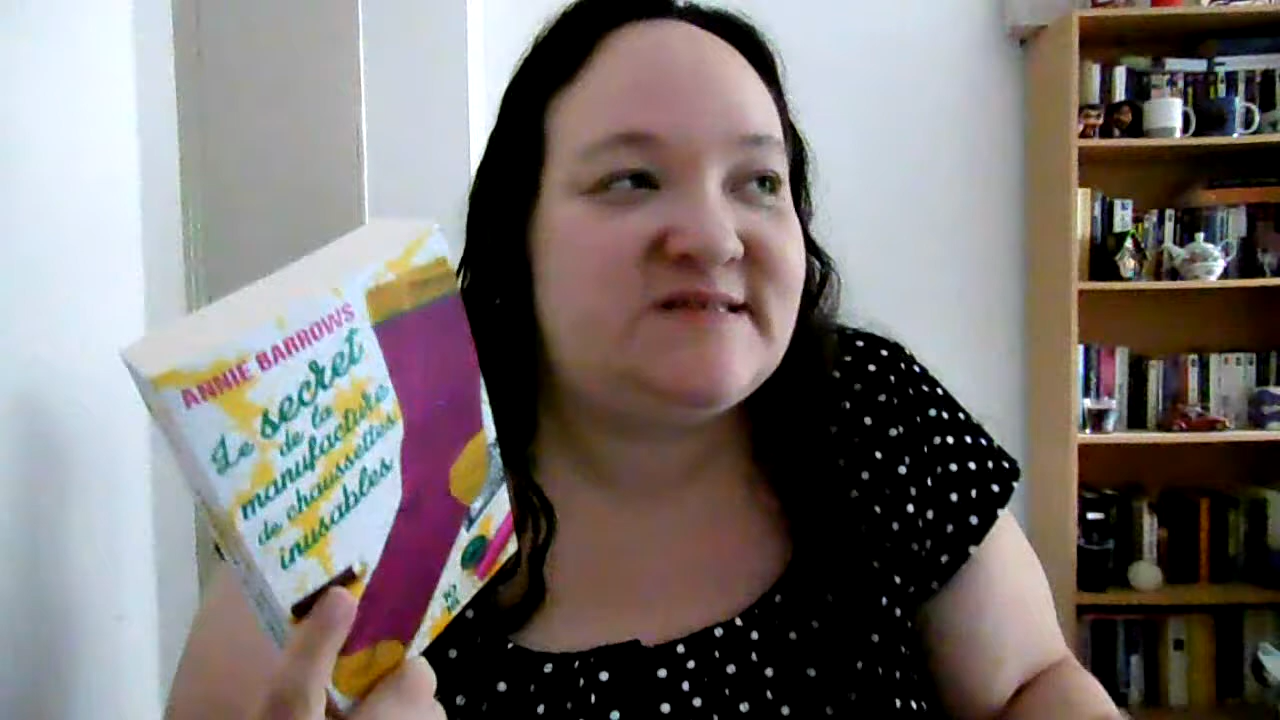 ANNIE BARROWS
Le secret
de la
manufacture
de chaussettes
inusables